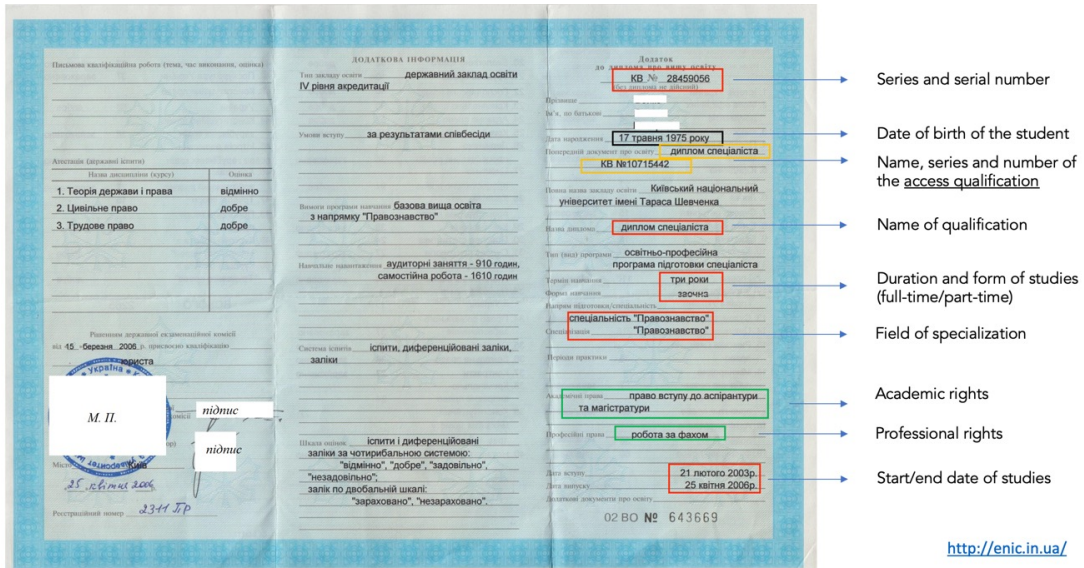 Письмова кваліфікаційна робота (тема, час виконання, оцінка)
Атестація (державні іспити)
Назва дисципліни (курсу) Оцінка
1. Теорія держави і права відмінно
2. Цивільне право добре
3. Трудове право добре
Рішенням державної екзаменаційної комісії
від 15 березня 2006 р. присвоєно кваліфікацію
юриста
Україна
М. П.
підпис
підпис
Місто Київ
25 квітня 2006
Реєстраційний номер 2311 ПР
ДОДАТКОВА ІНФОРМАЦІЯ
Тип закладу освіти державний заклад освіти
IV рівня акредитації
Умови вступу за результатами співбесіди
Вимоги програми навчання базова вища освіта
з напрямку "Правознавство"
Навчальне навантаження аудиторні заняття - 910 годин,
самостійна робота - 1610 годин
Система іспитів іспити, диференційовані заліки,
заліки
Шкала оцінок іспити і диференційовані
заліки за чотирибальною системою:
"відмінно", "добре", "задовільно",
"незадовільно";
залік по двобальній шкалі:
"зараховано", "незараховано".
Додаток
до диплома про вищу освіту
КВ № 28459056
(без диплома не дійсний)
Прізвище
Ім'я, по батькові
Дата народження 17 травня 1975 року
Попередній документ про освіту диплом спеціаліста
КВ №10715442
Повна назва закладу освіти Київський національний
університет імені Тараса Шевченка
Назва диплома диплом спеціаліста
Тип (вид) програми освітньо-професійна
програма підготовки спеціаліста
Термін навчання три роки
Форма навчання заочна
Напрям підготовки/спеціальність
спеціальність "Правознавство"
Спеціалізація "Правознавство"
Періоди практики
Академічні права право вступу до аспірантури
та магістратури
Професійні права робота за фахом
Дата вступу 21 лютого 2003р.
Дата випуску 25 квітня 2006р.
Додаткові документи про освіту
02 ВО № 643669
Series and serial number
Date of birth of the student
Name, series and number of
the access qualification
Name of qualification
Duration and form of studies
(full-time/part-time)
Field of specialization
Academic rights
Professional rights
Start/end date of studies
http://enic.in.ua/